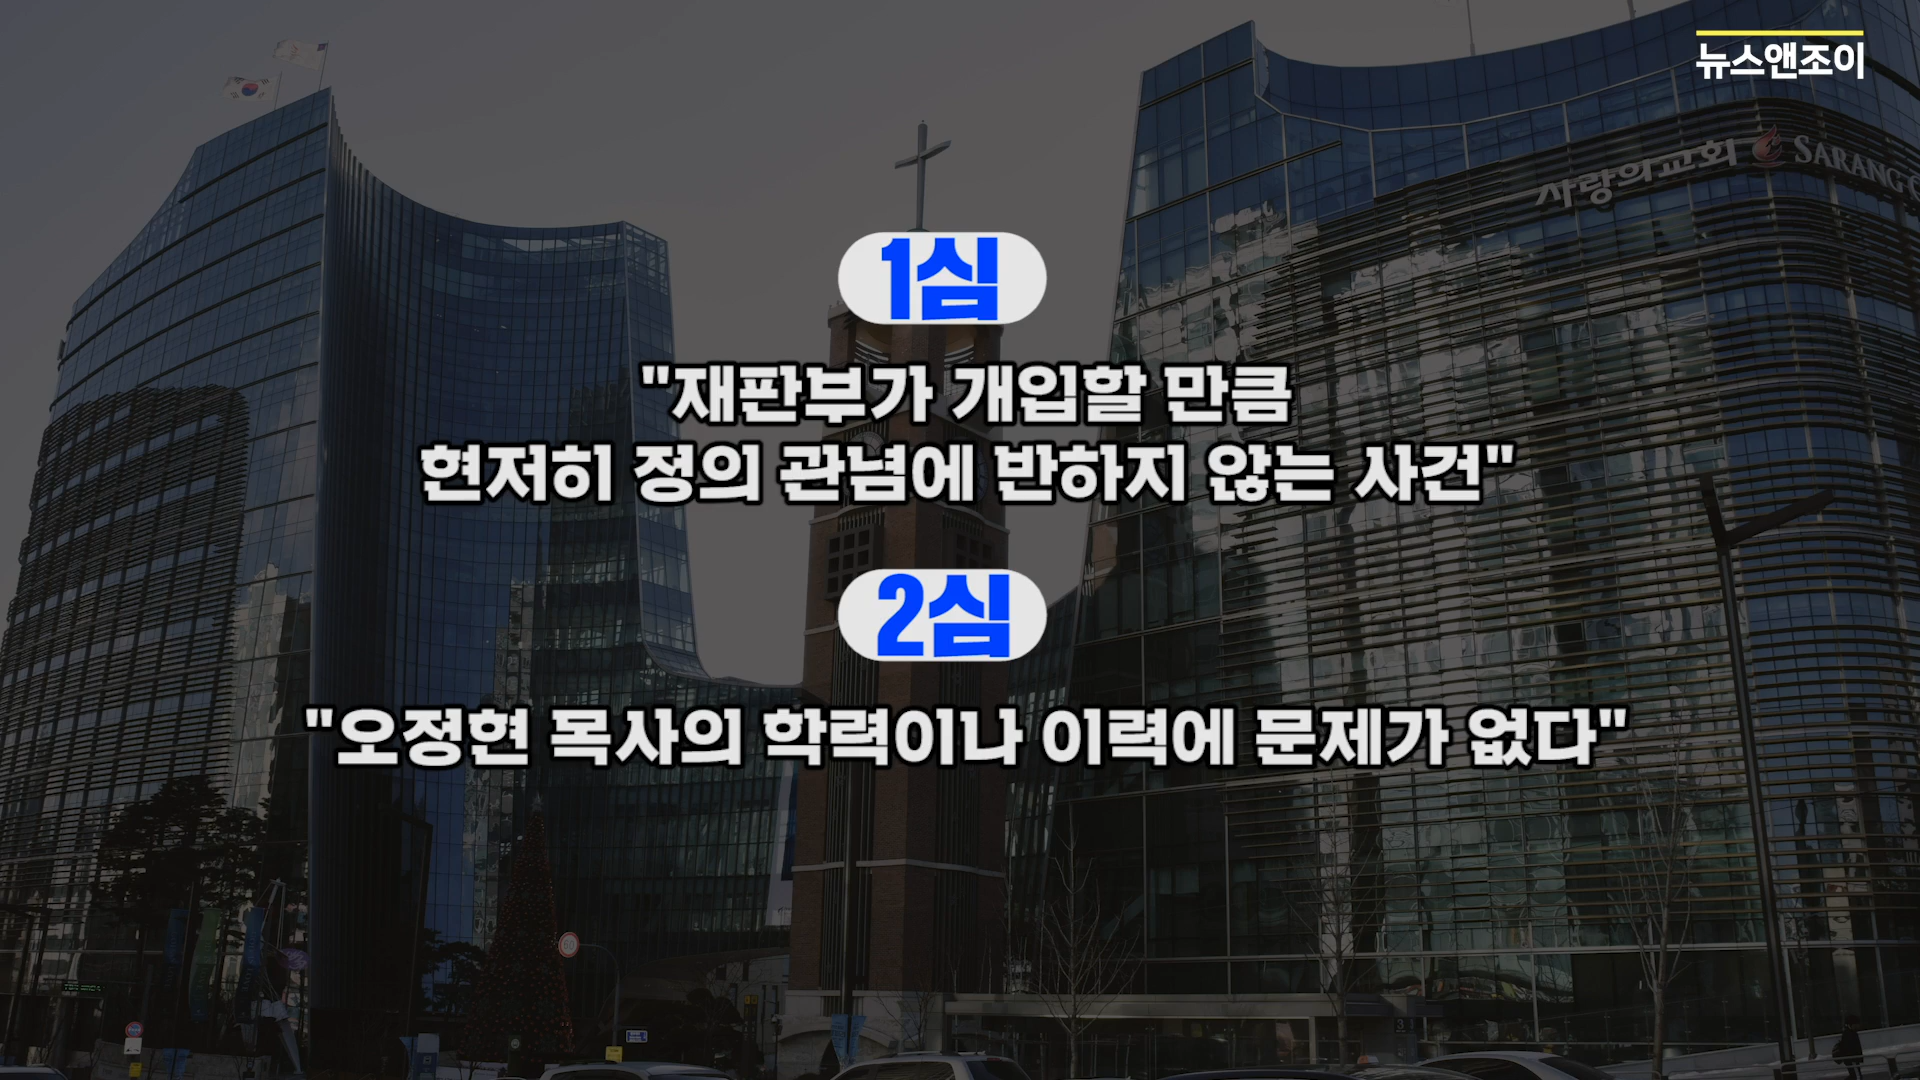 뉴스앤조이
사랑의교회 SARANG
1심
"재판부가 개입할 만큼
현저히 정의 관념에 반하지 않는 사건"
2심
"오정현 목사의 학력이나 이력에 문제가 없다"
60